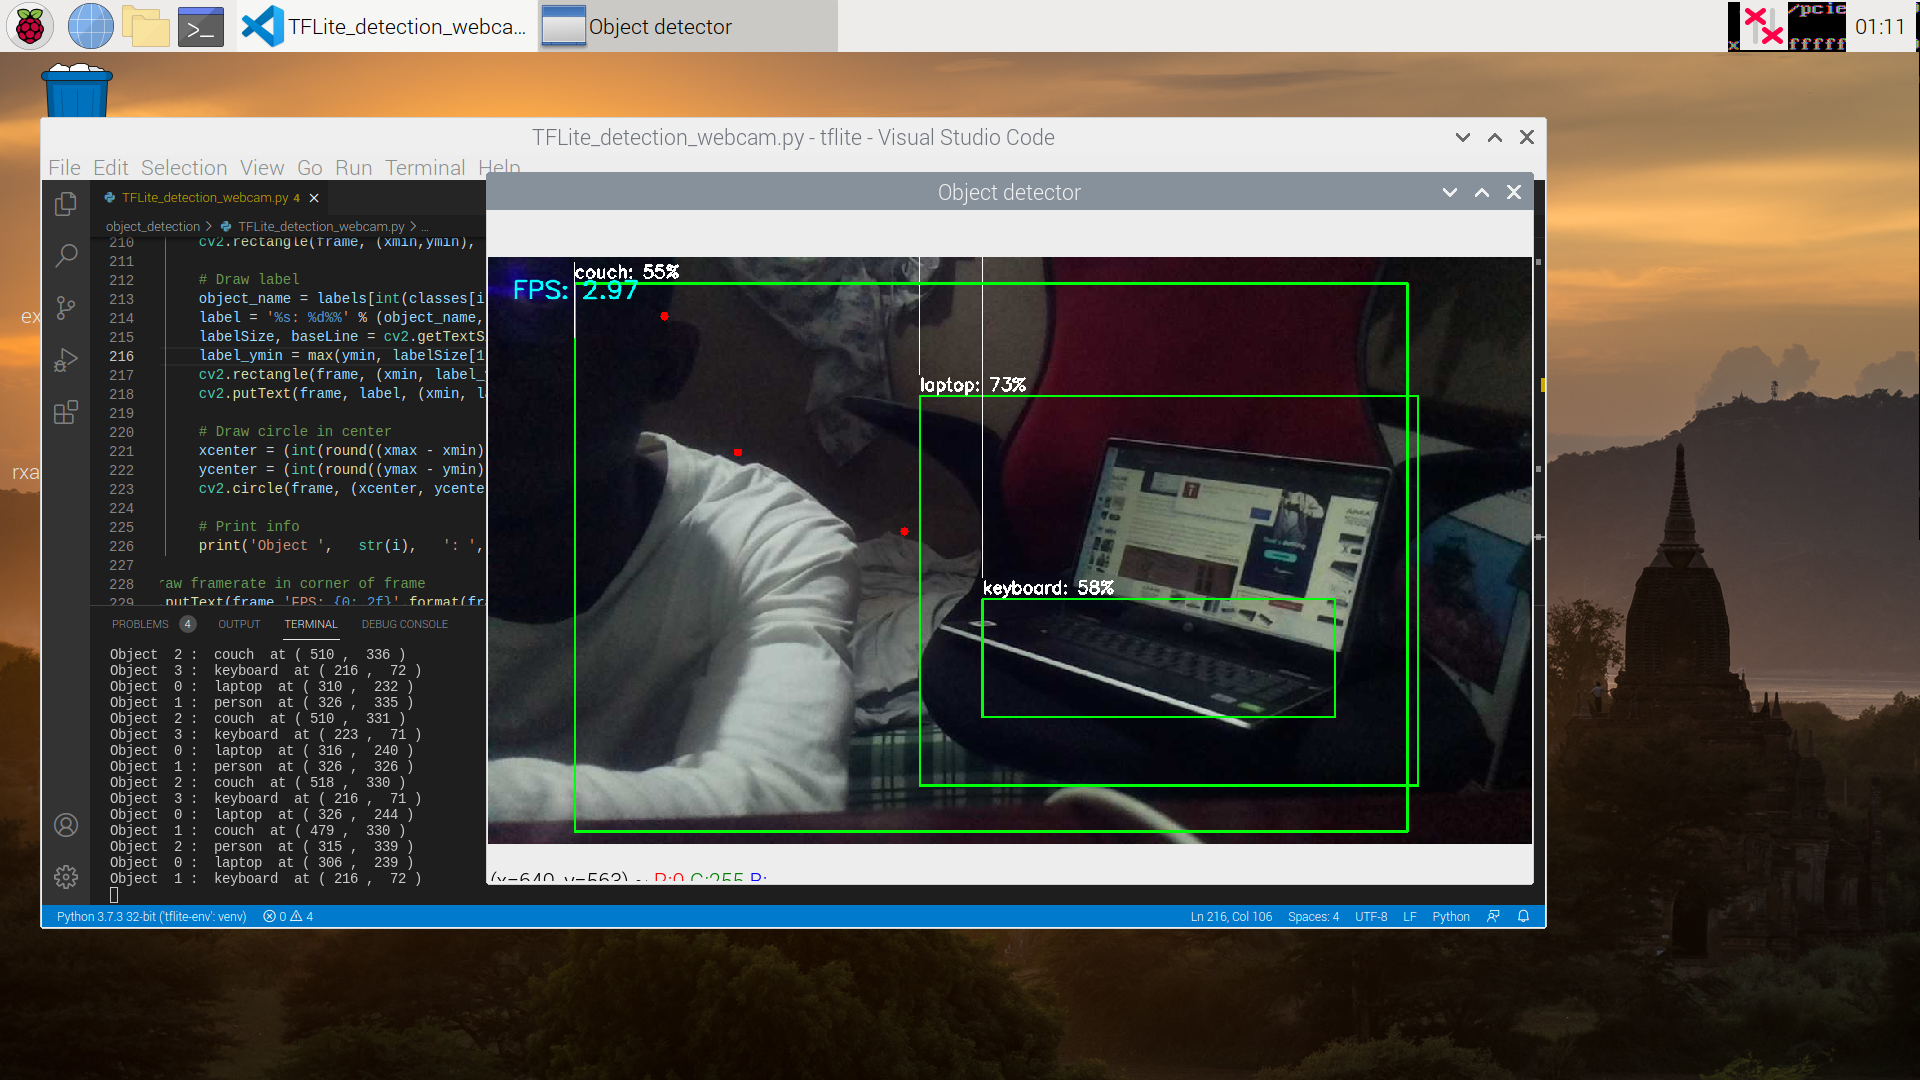 TFLite_detection_webca...
Object detector
/pcie
fffff
01:11
TFLite_detection_webcam.py - tflite - Visual Studio Code
File Edit Selection View Go Run Terminal Help
Object detector
TFLite_detection_webcam.py 4
object_detection > TFLite_detection_webcam.py > ...
210 cv2.rectangle(frame, (xmin,ymin),
211
212 # Draw label
213 object_name = labels[int(classes[i
214 label = '%s: %d%%' % (object_name,
215 labelSize, baseLine = cv2.getTextS
216 label_ymin = max(ymin, labelSize[1
217 cv2.rectangle(frame, (xmin, label_
218 cv2.putText(frame, label, (xmin, la
219
220 # Draw circle in center
221 xcenter = (int(round((xmax - xmin)
222 ycenter = (int(round((ymax - ymin)
223 cv2.circle(frame, (xcenter, ycente
224
225 # Print info
226 print('Object ', str(i), ': ',
227
228 raw framerate in corner of frame
229 putText(frame,'FPS: {0:.2f}'.format(fr
couch: 55%
FPS: 2.97
laptop: 73%
keyboard: 58%
ex
rxa
PROBLEMS 4 OUTPUT TERMINAL DEBUG CONSOLE
Object 2 : couch at ( 510 , 336 )
Object 3 : keyboard at ( 216 , 72 )
Object 0 : laptop at ( 310 , 232 )
Object 1 : person at ( 326 , 335 )
Object 2 : couch at ( 510 , 331 )
Object 3 : keyboard at ( 223 , 71 )
Object 0 : laptop at ( 316 , 240 )
Object 1 : person at ( 326 , 326 )
Object 2 : couch at ( 518 , 330 )
Object 3 : keyboard at ( 216 , 71 )
Object 0 : laptop at ( 326 , 244 )
Object 1 : couch at ( 479 , 330 )
Object 2 : person at ( 315 , 339 )
Object 0 : laptop at ( 306 , 239 )
Object 1 : keyboard at ( 216 , 72 )
(x=640, y=563) ~ R:0 G:255 B:
Python 3.7.3 32-bit ('tflite-env': venv) 0 4
Ln 216, Col 106 Spaces: 4 UTF-8 LF Python